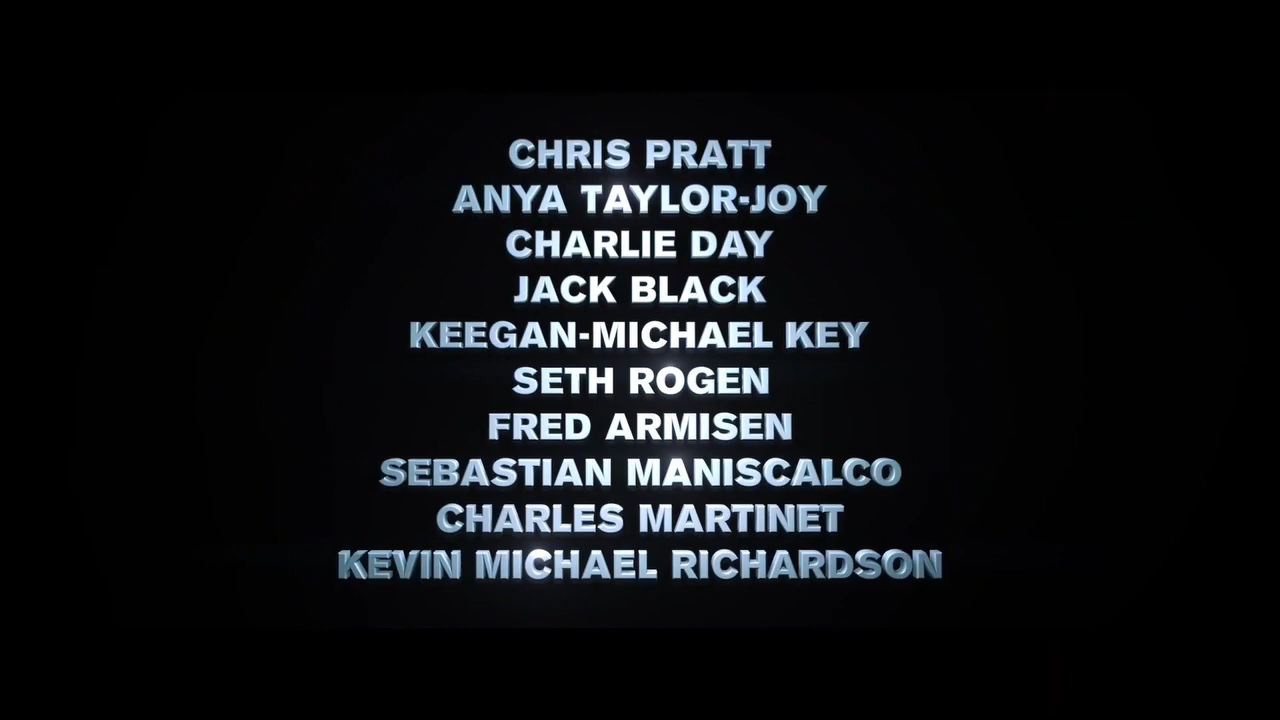 CHRIS PRATT
ANYA TAYLOR-JOY
CHARLIE DAY
JACK BLACK
KEEGAN-MICHAEL KEY
SETH ROGEN
FRED ARMISEN
SEBASTIAN MANISCALCO
CHARLES MARTINET
KEVIN MICHAEL RICHARDSON